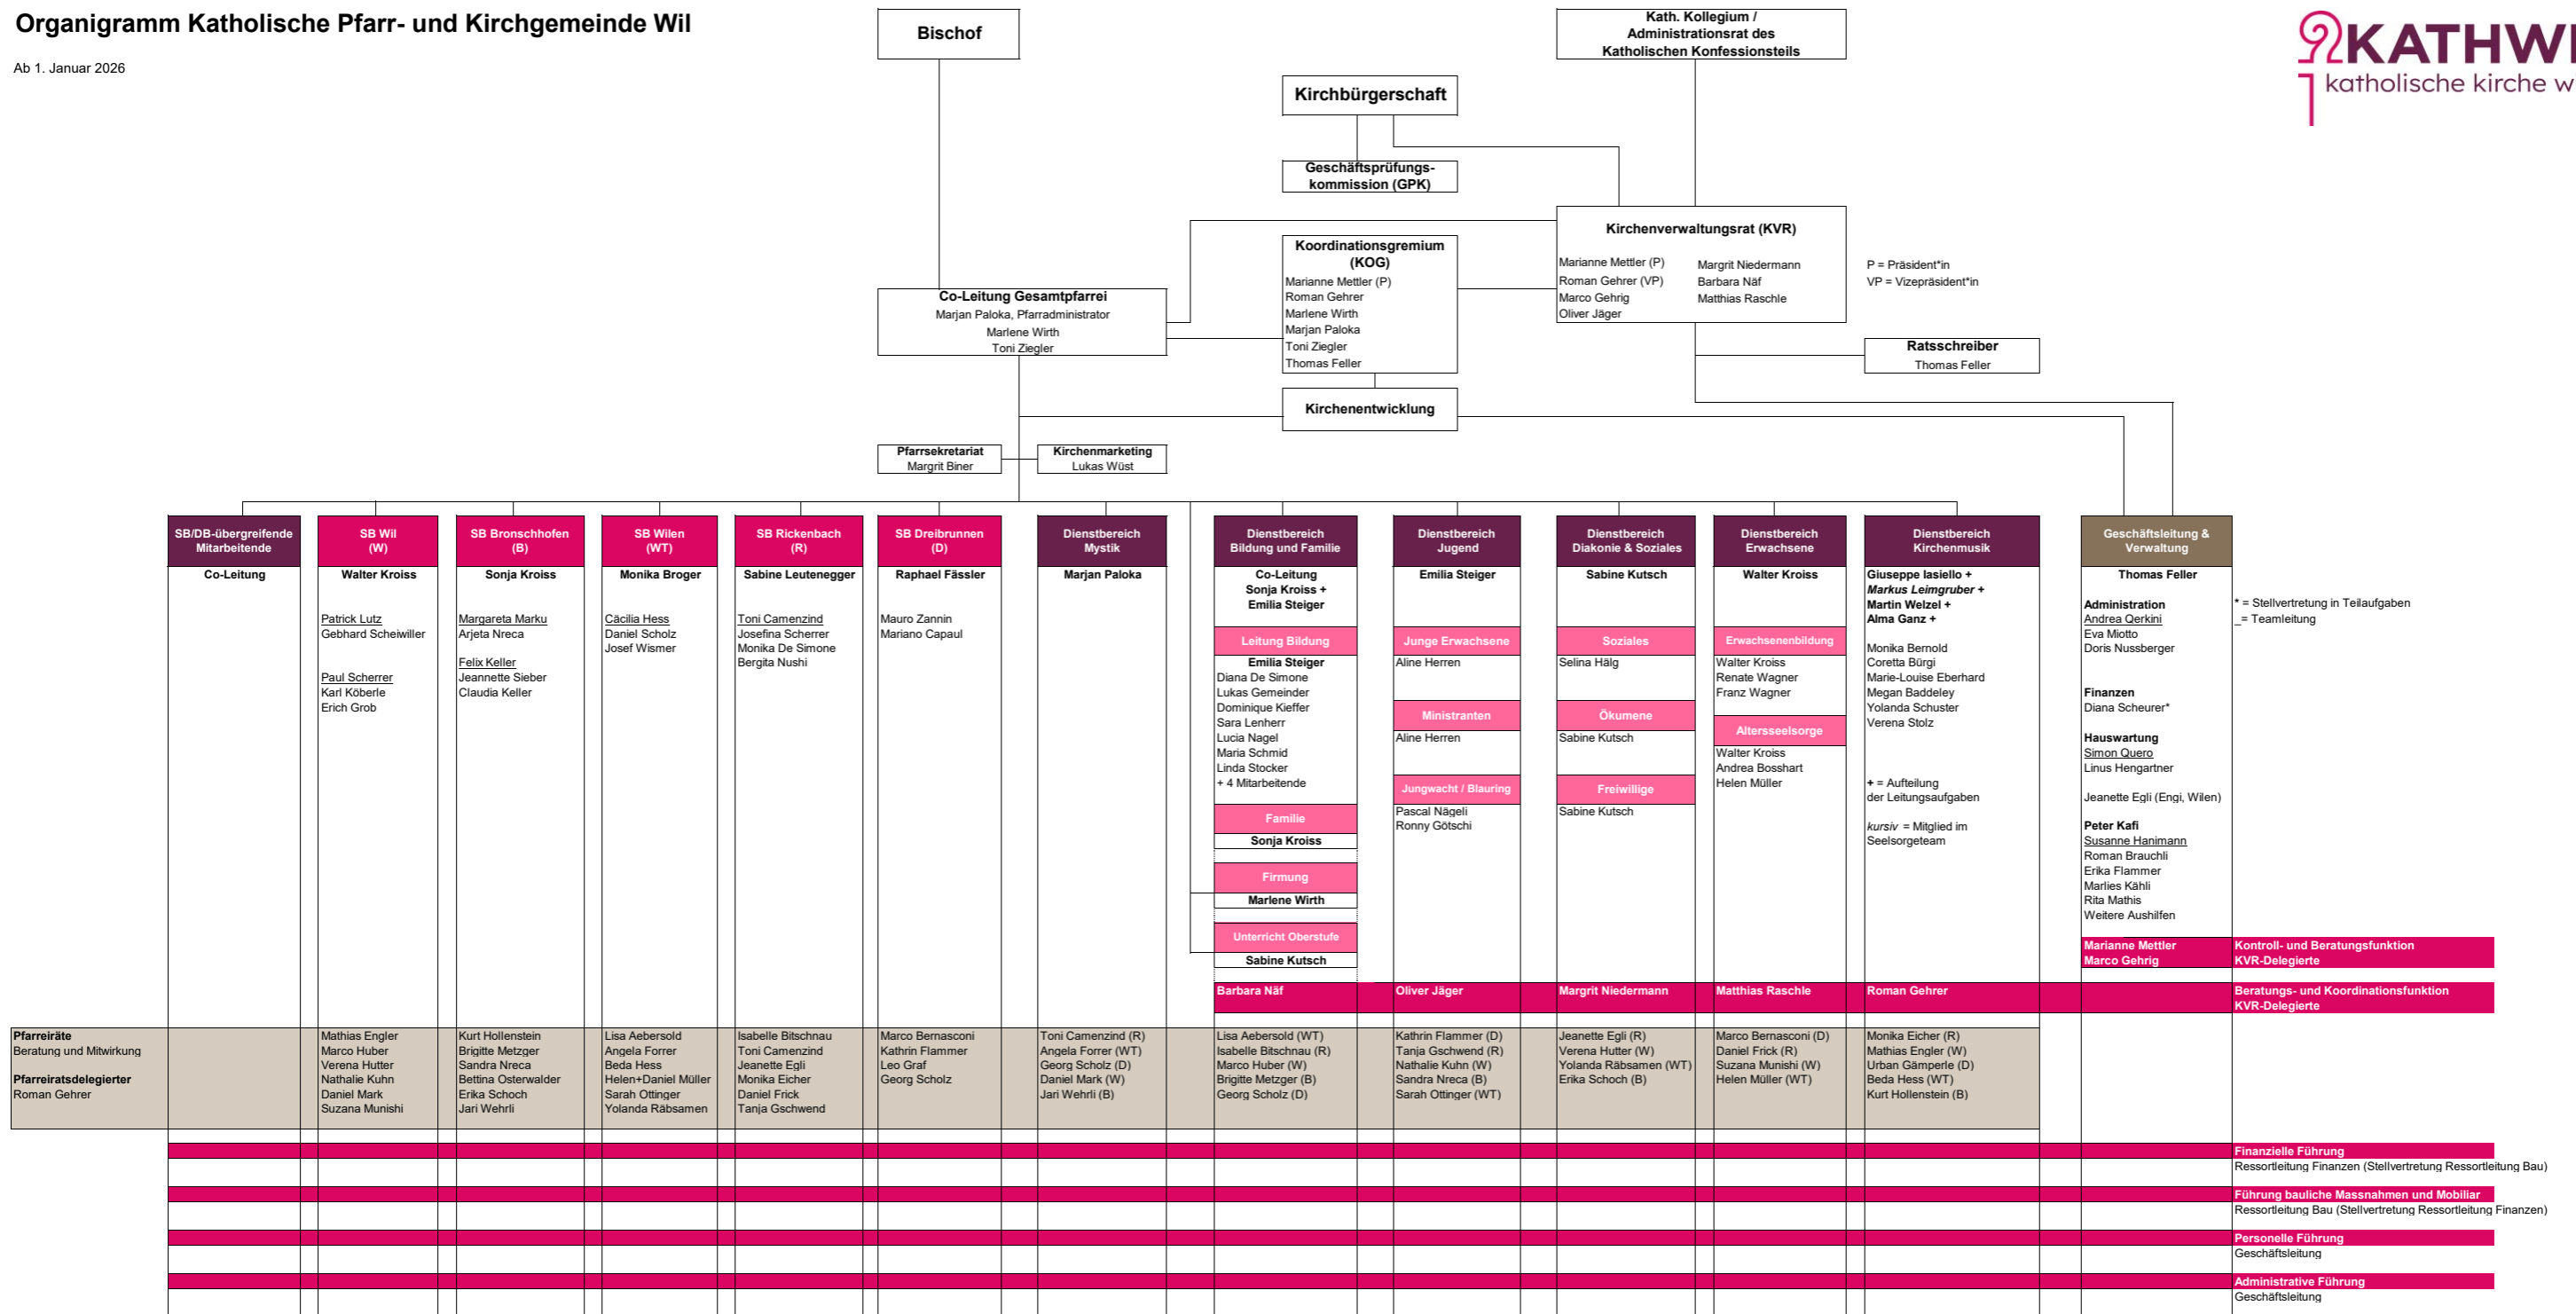 Organigramm Katholische Pfarr- und Kirchgemeinde Wil
Ab 1. Januar 2026
Bischof
Kath. Kollegium /
Administrationsrat des
Katholischen Konfessionsteils
KATHWI
katholische kirche w
Kirchbürgerschaft
Geschäftsprüfungs-
kommission (GPK)
Kirchenverwaltungsrat (KVR)
Marianne Mettler (P)
Roman Gehrer (VP)
Marco Gehrig
Oliver Jäger
Margrit Niedermann
Barbara Näf
Matthias Raschle
P = Präsident*in
VP = Vizepräsident*in
Koordinationsgremium
(KOG)
Marianne Mettler (P)
Roman Gehrer
Marlene Wirth
Marjan Paloka
Toni Ziegler
Thomas Feller
Co-Leitung Gesamtpfarrei
Marjan Paloka, Pfarradministrator
Marlene Wirth
Toni Ziegler
Ratsschreiber
Thomas Feller
Kirchenentwicklung
Pfarrsekretariat
Margrit Biner
Kirchenmarketing
Lukas Wüst
SB/DB-übergreifende
Mitarbeitende
Co-Leitung
SB Wil
(W)
Walter Kroiss
Patrick Lutz
Gebhard Scheiwiller
Paul Scherrer
Karl Köberle
Erich Grob
SB Bronschhofen
(B)
Sonja Kroiss
Margareta Marku
Arjeta Nreca
Felix Keller
Jeannette Sieber
Claudia Keller
SB Wilen
(WT)
Monika Broger
Cäcilia Hess
Daniel Scholz
Josef Wismer
SB Rickenbach
(R)
Sabine Leutenegger
Toni Camenzind
Josefina Scherrer
Monika De Simone
Bergita Nushi
SB Dreibrunnen
(D)
Raphael Fässler
Mauro Zannin
Mariano Capaul
Dienstbereich
Mystik
Marjan Paloka
Dienstbereich
Bildung und Familie
Co-Leitung
Sonja Kroiss +
Emilia Steiger
Leitung Bildung
Emilia Steiger
Diana De Simone
Lukas Gemeinder
Dominique Kieffer
Sara Lenherr
Lucia Nagel
Maria Schmid
Linda Stocker
+ 4 Mitarbeitende
Familie
Sonja Kroiss
Firmung
Marlene Wirth
Unterricht Oberstufe
Sabine Kutsch
Dienstbereich
Jugend
Emilia Steiger
Junge Erwachsene
Aline Herren
Ministranten
Aline Herren
Jungwacht / Blauring
Pascal Nägeli
Ronny Götschi
Dienstbereich
Diakonie & Soziales
Sabine Kutsch
Soziales
Selina Hälg
Ökumene
Sabine Kutsch
Freiwillige
Sabine Kutsch
Dienstbereich
Erwachsene
Walter Kroiss
Erwachsenenbildung
Walter Kroiss
Renate Wagner
Franz Wagner
Altersseelsorge
Walter Kroiss
Andrea Bosshart
Helen Müller
Dienstbereich
Kirchenmusik
Giuseppe Iasiello +
Markus Leimgruber +
Martin Welzel +
Alma Ganz +
Monika Bernold
Coretta Bürgi
Marie-Louise Eberhard
Megan Baddeley
Yolanda Schuster
Verena Stolz
+ = Aufteilung
der Leitungsaufgaben
kursiv = Mitglied im
Seelsorgeteam
Geschäftsleitung &
Verwaltung
Thomas Feller
Administration
Andrea Qerkini
Eva Miotto
Doris Nussberger
Finanzen
Diana Scheurer*
Hauswartung
Simon Quero
Linus Hengartner
Jeanette Egli (Engi, Wilen)
Peter Kafi
Susanne Hanimann
Roman Brauchli
Erika Flammer
Marlies Kähli
Rita Mathis
Weitere Aushilfen
* = Stellvertretung in Teilaufgaben
_= Teamleitung
Marianne Mettler
Marco Gehrig
Kontroll- und Beratungsfunktion
KVR-Delegierte
Barbara Näf
Oliver Jäger
Margrit Niedermann
Matthias Raschle
Roman Gehrer
Beratungs- und Koordinationsfunktion
KVR-Delegierte
Pfarreiräte
Beratung und Mitwirkung
Pfarreiratsdelegierter
Roman Gehrer
Mathias Engler
Marco Huber
Verena Hutter
Nathalie Kuhn
Daniel Mark
Suzana Munishi
Kurt Hollenstein
Brigitte Metzger
Sandra Nreca
Bettina Osterwalder
Erika Schoch
Jari Wehrli
Lisa Aebersold
Angela Forrer
Beda Hess
Helen+Daniel Müller
Sarah Ottinger
Yolanda Räbsamen
Isabelle Bitschnau
Toni Camenzind
Jeanette Egli
Monika Eicher
Daniel Frick
Tanja Gschwend
Marco Bernasconi
Kathrin Flammer
Leo Graf
Georg Scholz
Toni Camenzind (R)
Angela Forrer (WT)
Georg Scholz (D)
Daniel Mark (W)
Jari Wehrli (B)
Lisa Aebersold (WT)
Isabelle Bitschnau (R)
Marco Huber (W)
Brigitte Metzger (B)
Georg Scholz (D)
Kathrin Flammer (D)
Tanja Gschwend (R)
Nathalie Kuhn (W)
Sandra Nreca (B)
Sarah Ottinger (WT)
Jeanette Egli (R)
Verena Hutter (W)
Yolanda Räbsamen (WT)
Erika Schoch (B)
Marco Bernasconi (D)
Daniel Frick (R)
Suzana Munishi (W)
Helen Müller (WT)
Monika Eicher (R)
Mathias Engler (W)
Urban Gämperle (D)
Beda Hess (WT)
Kurt Hollenstein (B)
Finanzielle Führung
Ressortleitung Finanzen (Stellvertretung Ressortleitung Bau)
Führung bauliche Massnahmen und Mobiliar
Ressortleitung Bau (Stellvertretung Ressortleitung Finanzen)
Personelle Führung
Geschäftsleitung
Administrative Führung
Geschäftsleitung